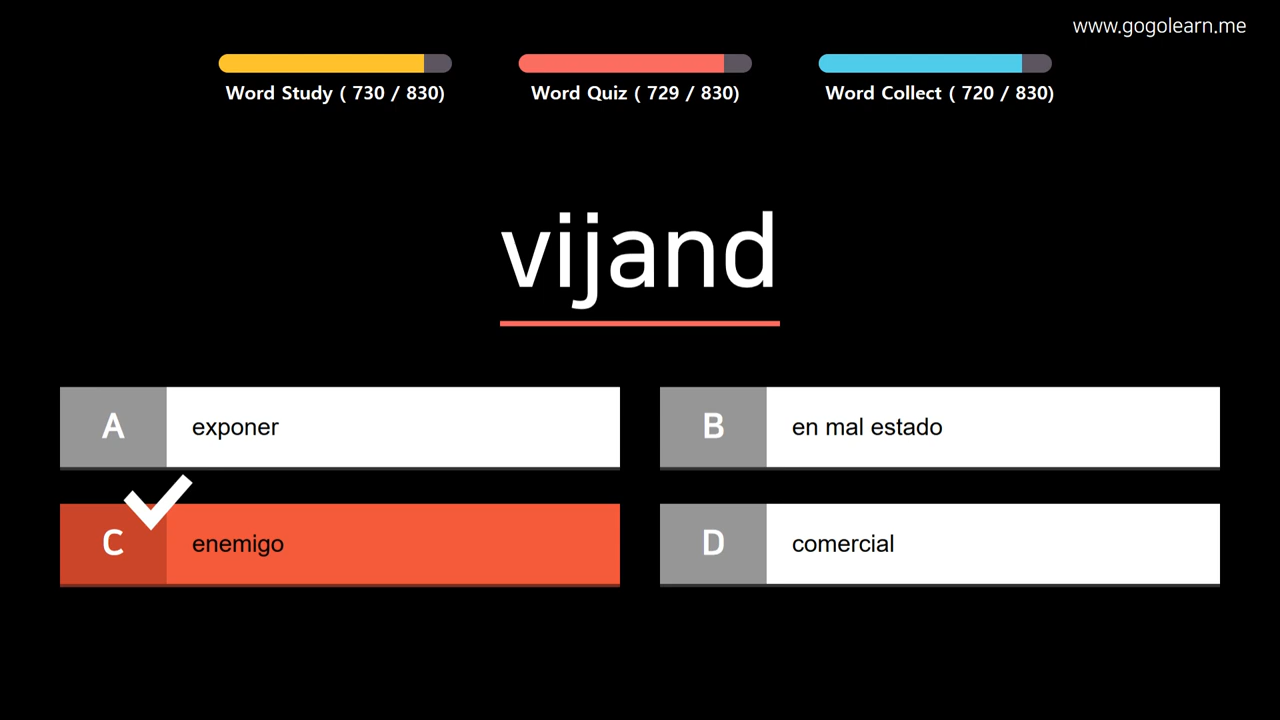 www.gogolearn.me
Word Study ( 730 / 830)
Word Quiz ( 729 / 830)
Word Collect ( 720 / 830)
vijand
A exponer
B en mal estado
C enemigo
D comercial